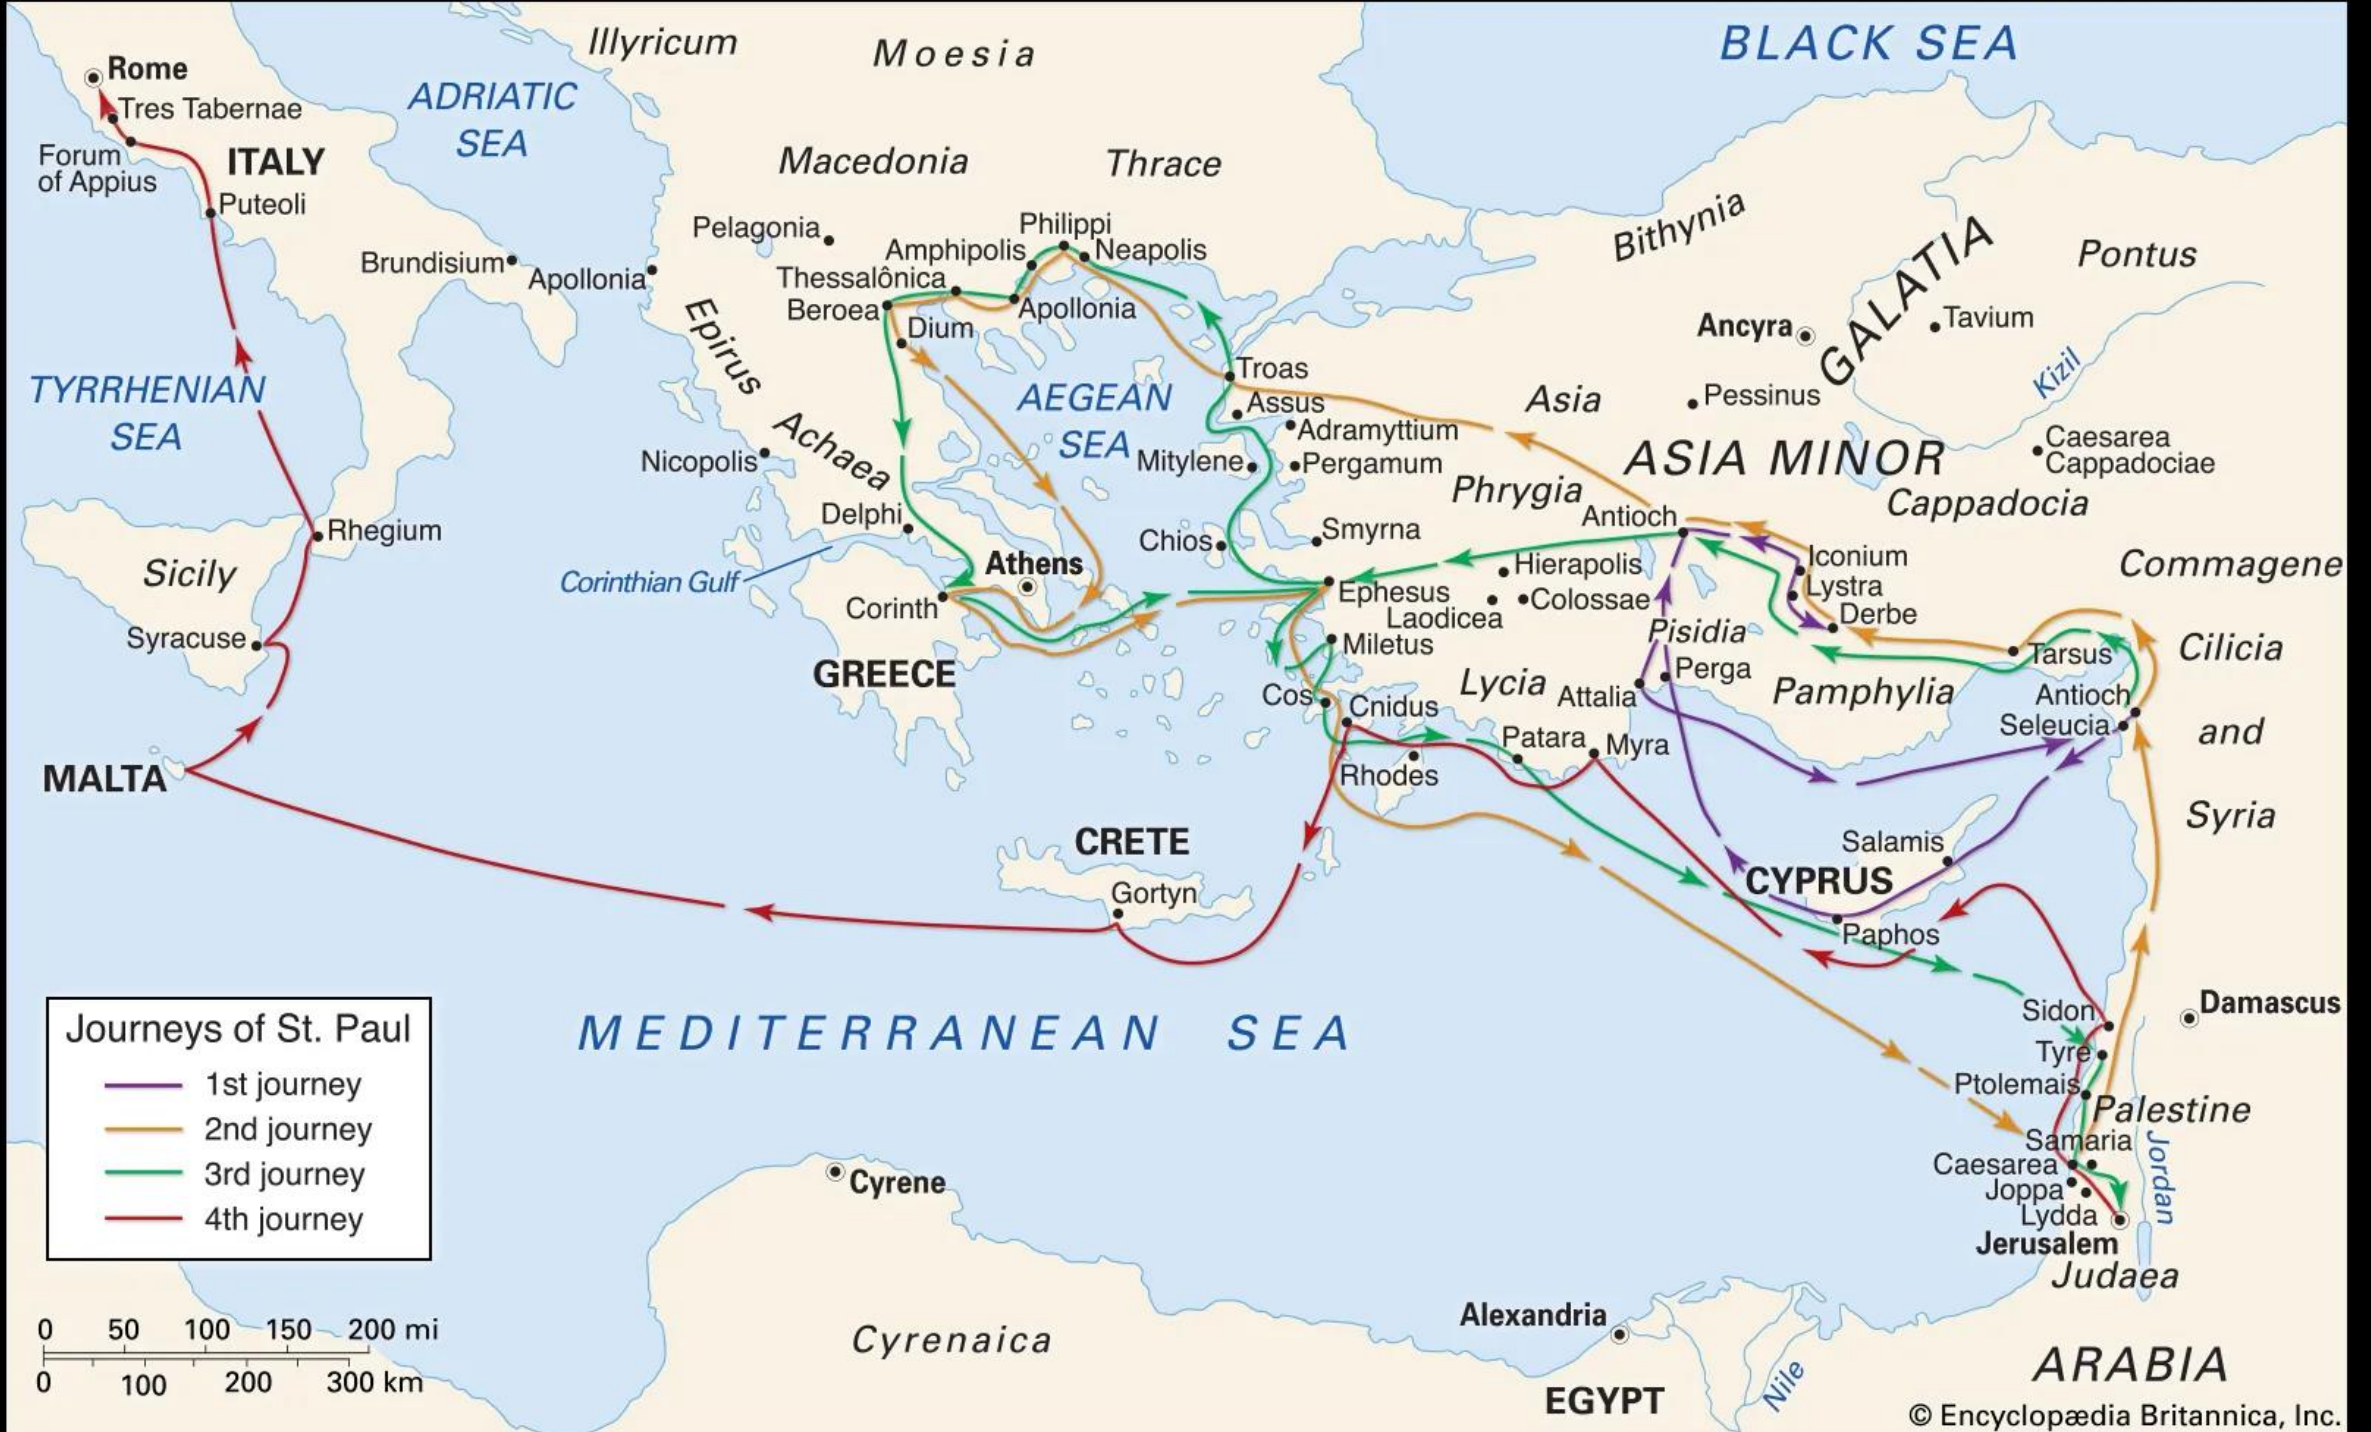 Illyricum
Moesia
BLACK SEA
Rome
Tres Tabernae
ADRIATIC
SEA
Forum
of Appius
ITALY
Macedonia
Thrace
Puteoli
Pelagonia
Philippi
Amphipolis
Neapolis
Bithynia
GALATIA
Pontus
Brundisium
Apollonia
Thessalônica
Beroea
Apollonia
Dium
Epirus
Ancyra
Tavium
Kizil
TYRRHENIAN
SEA
AEGEAN
SEA
Troas
Assus
Asia
Pessinus
Achaea
Adramyttium
Nicopolis
Mitylene
Pergamum
ASIA MINOR
Caesarea
Cappadociae
Phrygia
Cappadocia
Delphi
Antioch
Rhegium
Chios
Smyrna
Sicily
Corinthian Gulf
Athens
Hierapolis
Iconium
Commagene
Corinth
Ephesus
Laodicea
Colossae
Lystra
Derbe
Syracuse
Miletus
Pisidia
Tarsus
Cilicia
GREECE
Perga
Lycia
Attalia
Pamphylia
Antioch
Cos
Cnidus
Seleucia
and
Patara
Myra
MALTA
Rhodes
Syria
CRETE
Salamis
CYPRUS
Gortyn
Paphos
MEDITERRANEAN SEA
Sidon
Damascus
Tyre
Ptolemais
Palestine
Samaria
Jordan
Caesarea
Joppa
Lydda
Jerusalem
Judaea
Journeys of St. Paul
1st journey
2nd journey
3rd journey
4th journey
Cyrene
0 50 100 150 200 mi
0 100 200 300 km
Cyrenaica
Alexandria
Nile
EGYPT
ARABIA
© Encyclopædia Britannica, Inc.